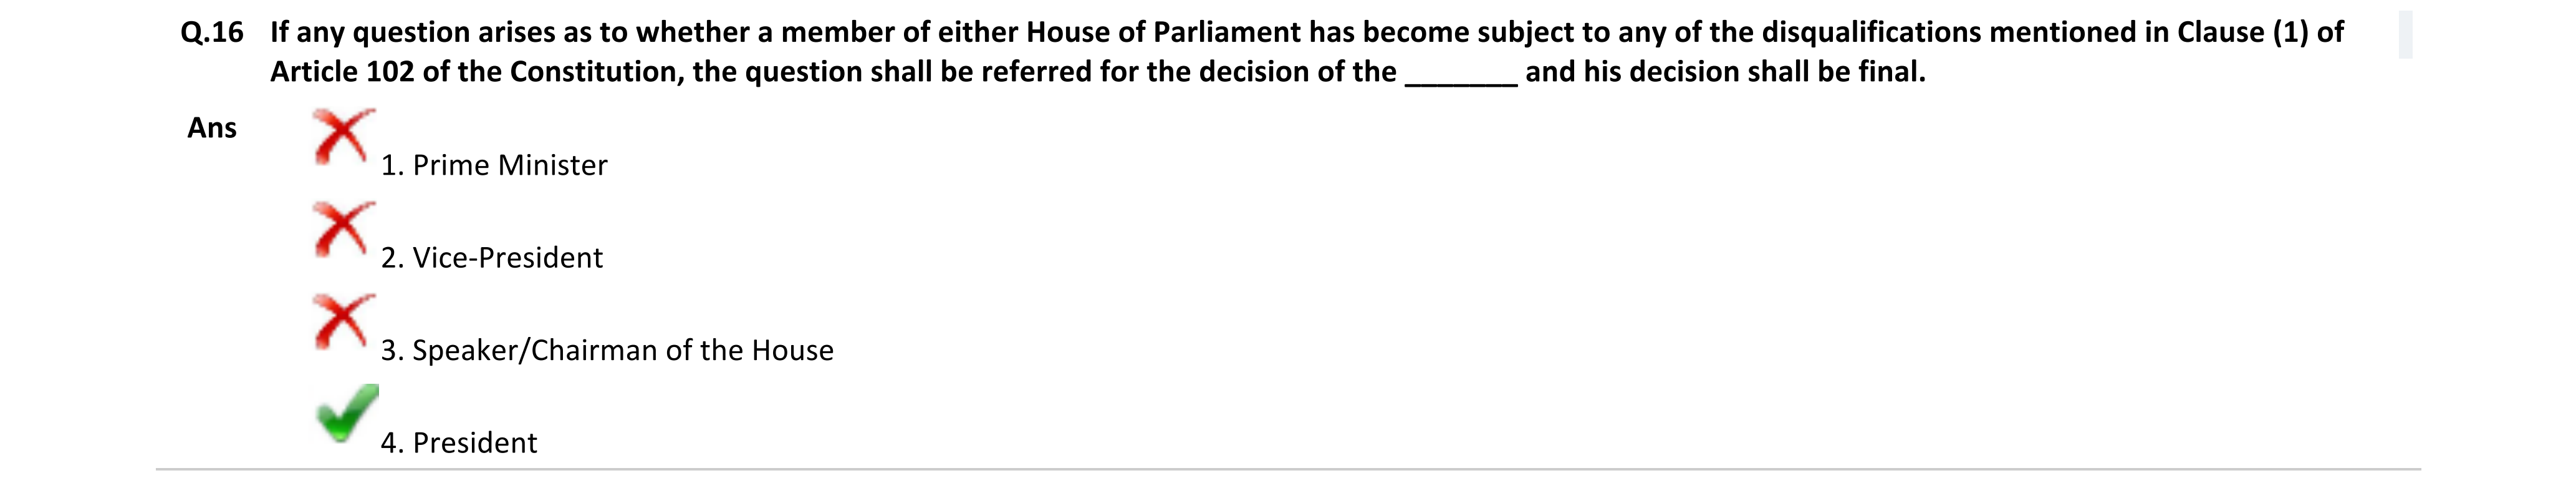 Q.16 If any question arises as to whether a member of either House of Parliament has become subject to any of the disqualifications mentioned in Clause (1) of
Article 102 of the Constitution, the question shall be referred for the decision of the _______ and his decision shall be final.
Ans
1. Prime Minister
2. Vice-President
3. Speaker/Chairman of the House
4. President